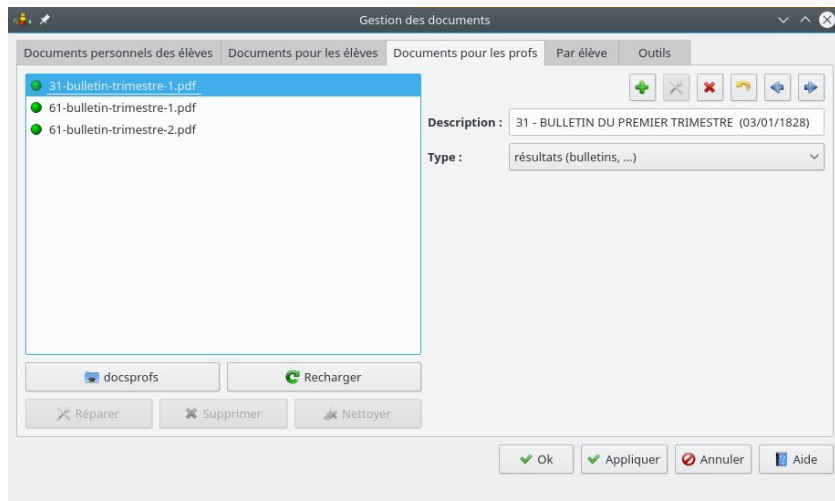 Gestion des documents
Documents personnels des élèves
Documents pour les élèves
Documents pour les profs
Par élève
Outils
31-bulletin-trimestre-1.pdf
61-bulletin-trimestre-1.pdf
61-bulletin-trimestre-2.pdf
Description :
31 - BULLETIN DU PREMIER TRIMESTRE (03/01/1828)
Type :
résultats (bulletins, ...)
docsprofs
Recharger
Réparer
Supprimer
Nettoyer
Ok
Appliquer
Annuler
Aide